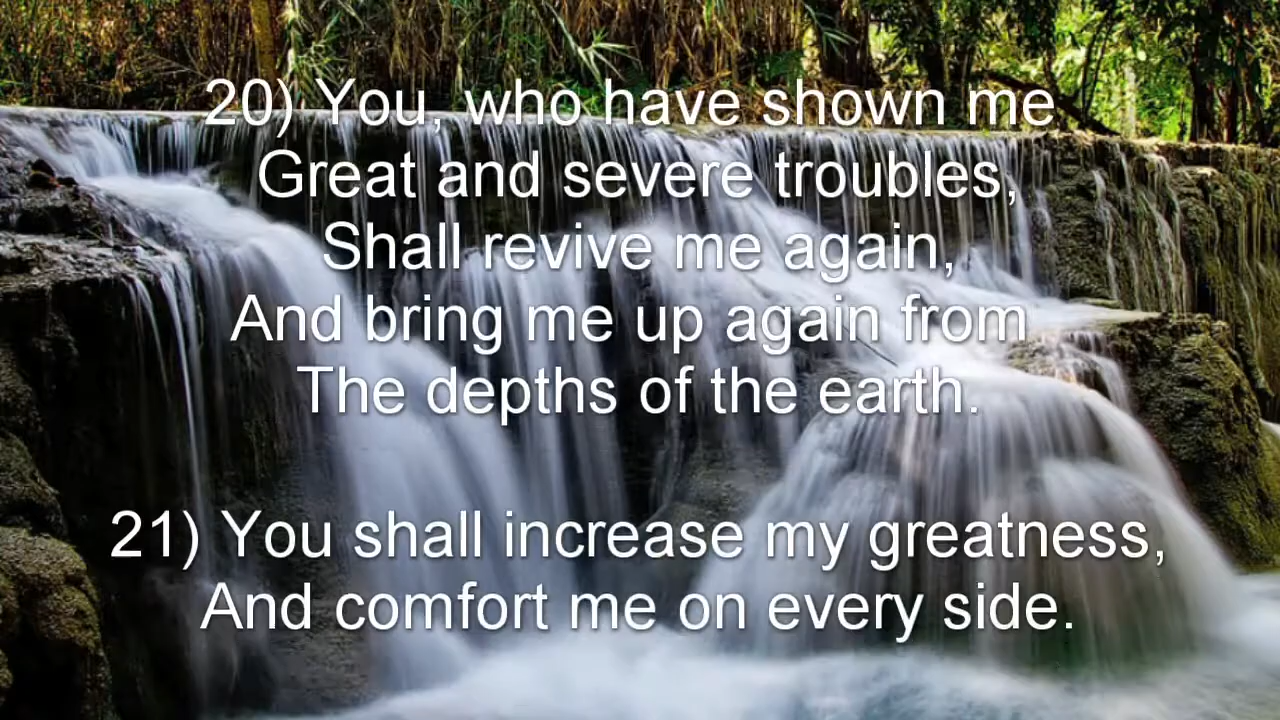 20) You, who have shown me
Great and severe troubles,
Shall revive me again,
And bring me up again from
The depths of the earth.
21) You shall increase my greatness,
And comfort me on every side.